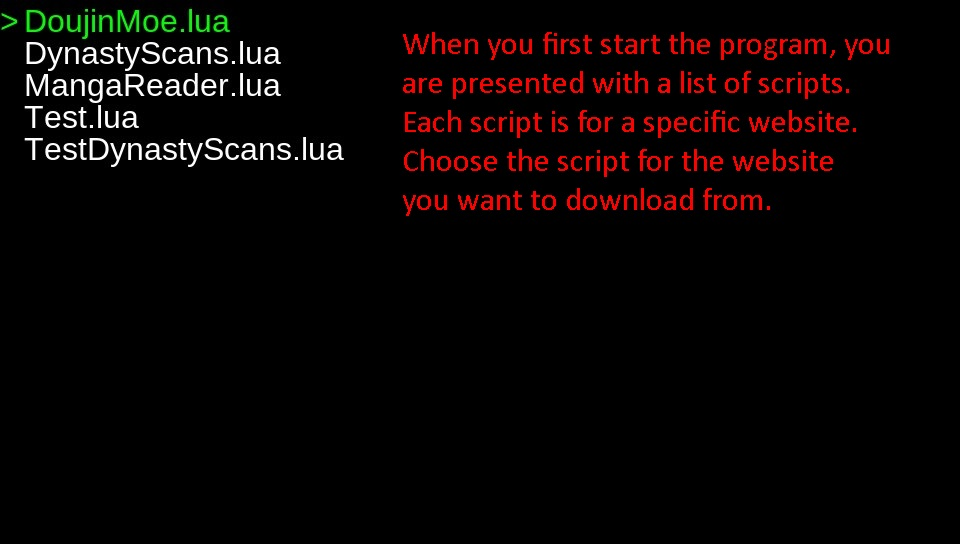 > DoujinMoe.lua
DynastyScans.lua
MangaReader.lua
Test.lua
TestDynastyScans.lua
When you first start the program, you
are presented with a list of scripts.
Each script is for a specific website.
Choose the script for the website
you want to download from.